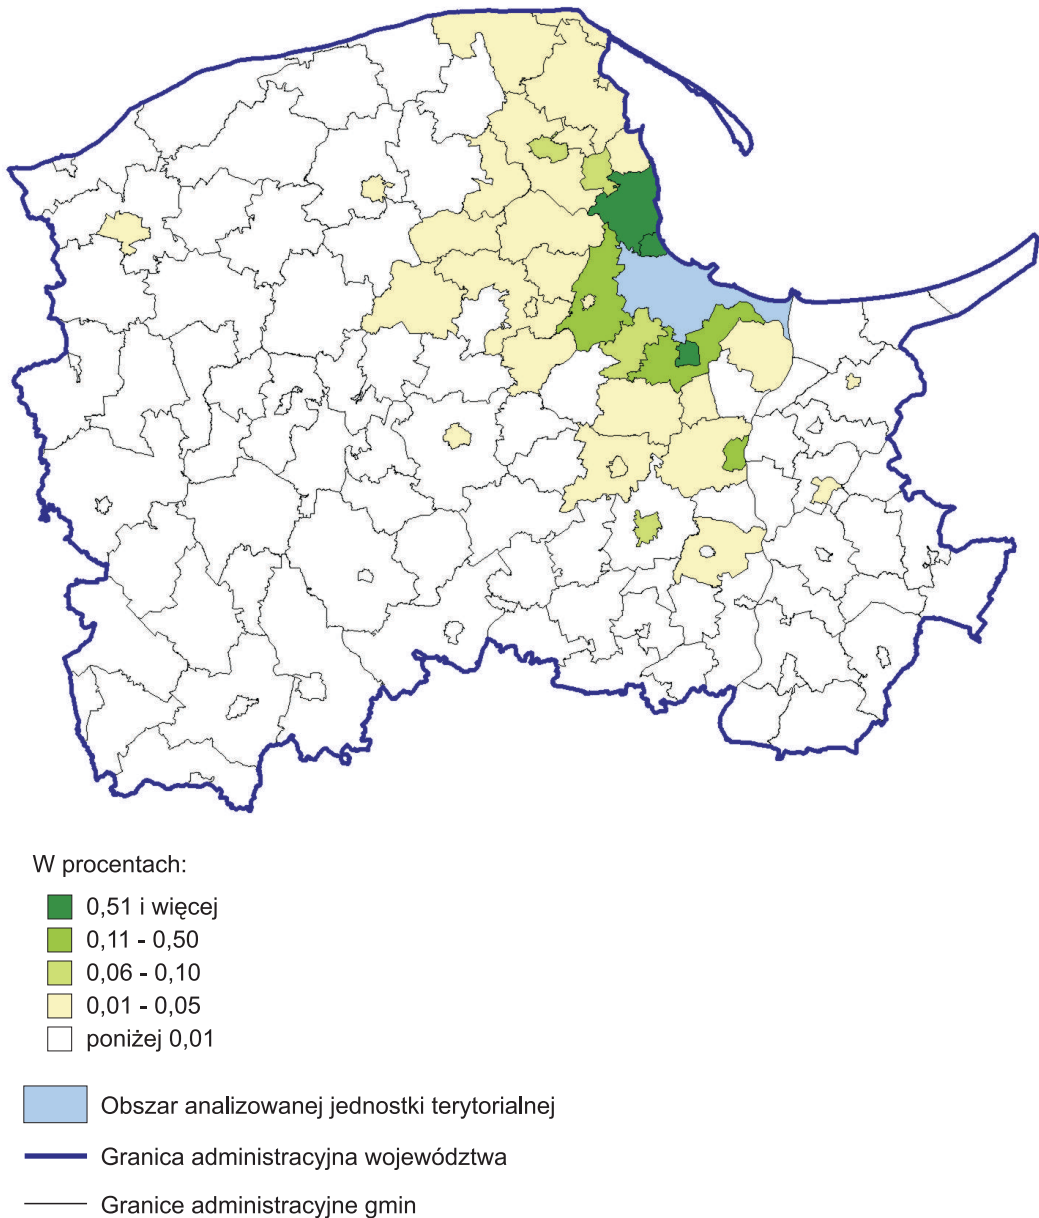 W procentach:
0,51 i więcej
0,11 - 0,50
0,06 - 0,10
0,01 - 0,05
poniżej 0,01
Obszar analizowanej jednostki terytorialnej
Granica administracyjna województwa
Granice administracyjne gmin